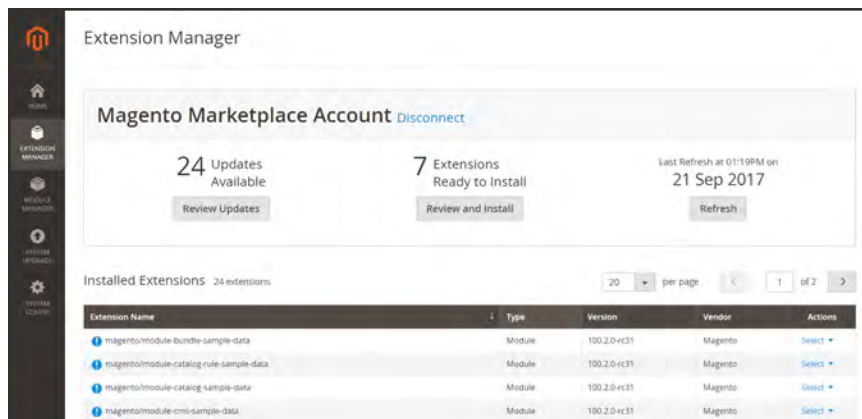 Extension Manager
HOME
EXTENSION
MANAGER
MODULE
MANAGER
SYSTEM
UPGRADE
SYSTEM
CONFIG
Magento Marketplace Account Disconnect
24 Updates
Available
Review Updates
7 Extensions
Ready to Install
Review and Install
Last Refresh at 01:19PM on
21 Sep 2017
Refresh
Installed Extensions 24 extensions
20 per page 1 of 2
Extension Name Type Version Vendor Actions
magento/module-bundle-sample-data Module 100.2.0-rc31 Magento Select
magento/module-catalog-rule-sample-data Module 100.2.0-rc31 Magento Select
magento/module-catalog-sample-data Module 100.2.0-rc31 Magento Select
magento/module-cms-sample-data Module 100.2.0-rc31 Magento Select